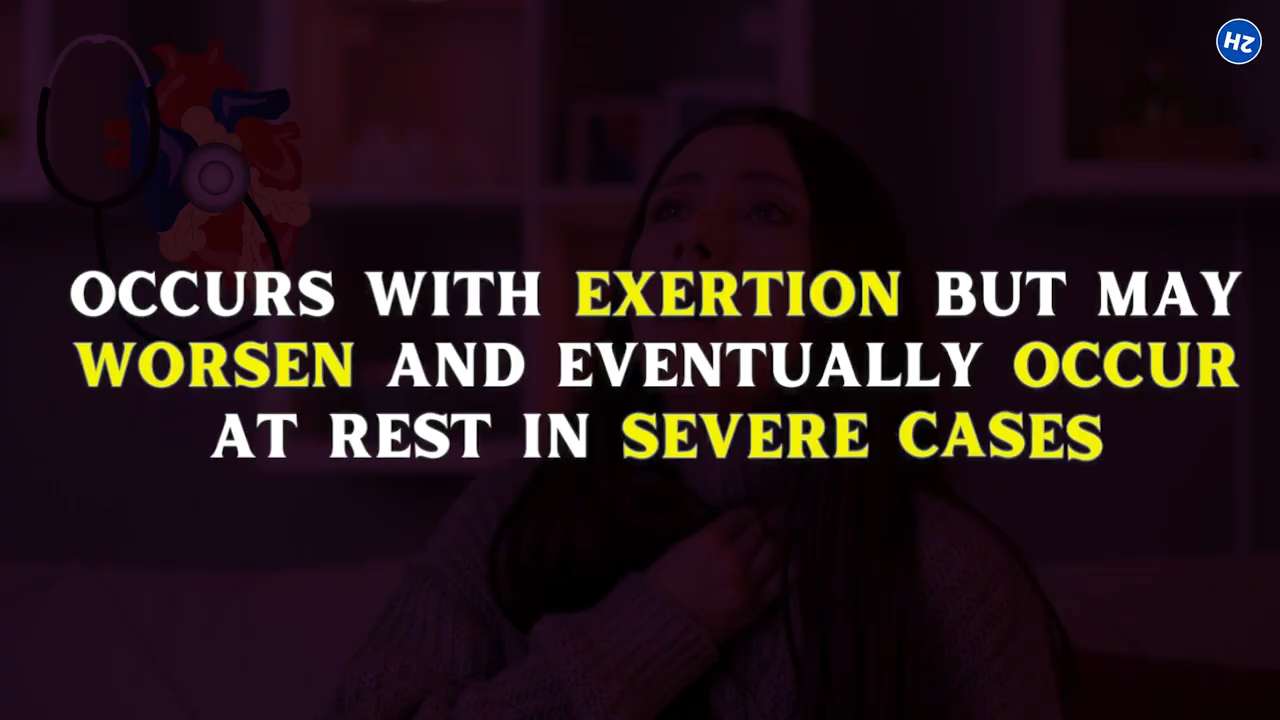 HZ
OCCURS WITH EXERTION BUT MAY
WORSEN AND EVENTUALLY OCCUR
AT REST IN SEVERE CASES